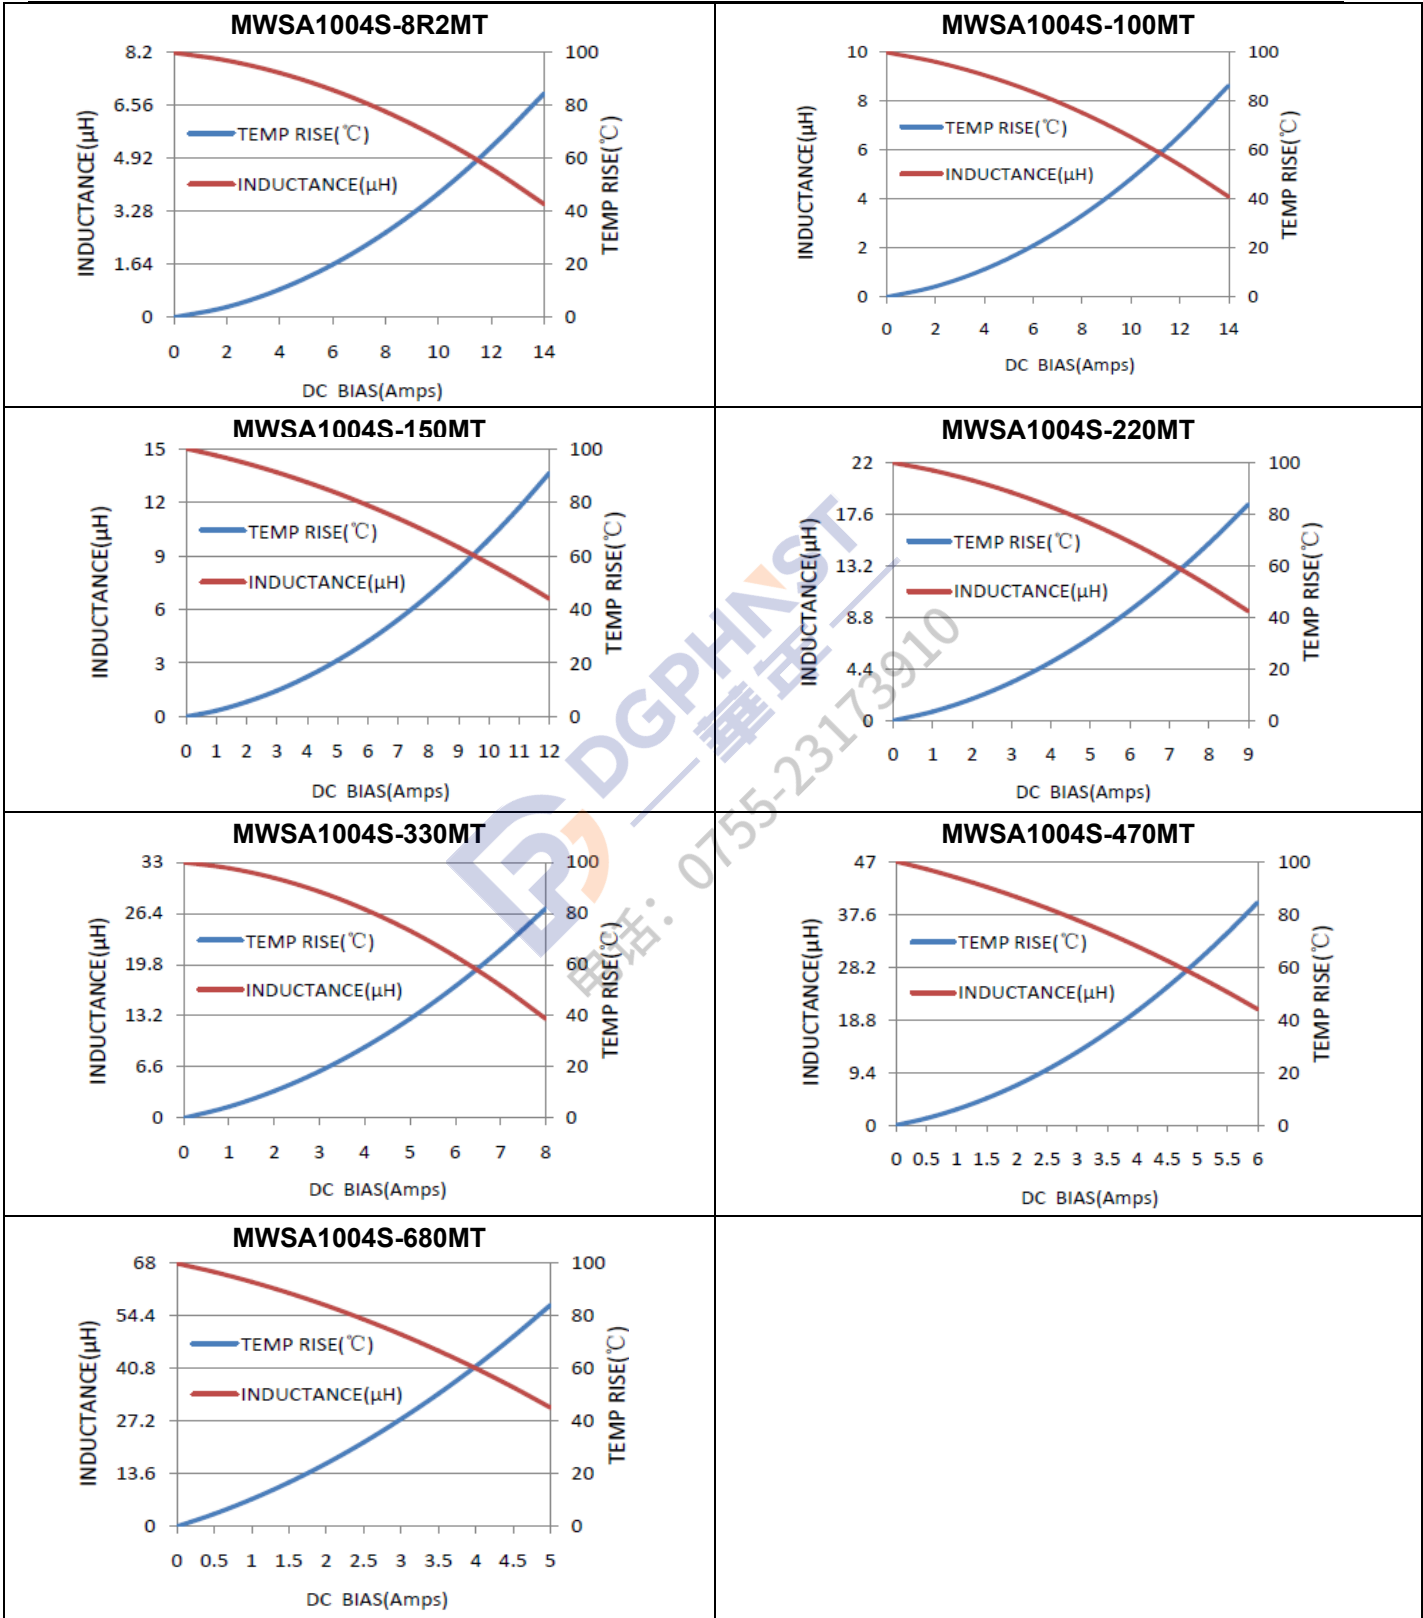 MWSA1004S-8R2MT
8.2
6.56
4.92
3.28
1.64
0
100
80
60
40
20
0
INDUCTANCE(μH)
TEMP RISE(℃)
TEMP RISE(℃)
INDUCTANCE(μH)
0 2 4 6 8 10 12 14
DC BIAS(Amps)
MWSA1004S-100MT
10
8
6
4
2
0
100
80
60
40
20
0
INDUCTANCE(μH)
TEMP RISE(℃)
TEMP RISE(℃)
INDUCTANCE(μH)
0 2 4 6 8 10 12 14
DC BIAS(Amps)
MWSA1004S-150MT
15
12
9
6
3
0
100
80
60
40
20
0
INDUCTANCE(μH)
TEMP RISE(℃)
TEMP RISE(℃)
INDUCTANCE(μH)
0 1 2 3 4 5 6 7 8 9 10 11 12
DC BIAS(Amps)
MWSA1004S-220MT
22
17.6
13.2
8.8
4.4
0
100
80
60
40
20
0
INDUCTANCE(μH)
TEMP RISE(℃)
TEMP RISE(℃)
INDUCTANCE(μH)
0 1 2 3 4 5 6 7 8 9
DC BIAS(Amps)
MWSA1004S-330MT
33
26.4
19.8
13.2
6.6
0
100
80
60
40
20
0
INDUCTANCE(μH)
TEMP RISE(℃)
TEMP RISE(℃)
INDUCTANCE(μH)
0 1 2 3 4 5 6 7 8
DC BIAS(Amps)
MWSA1004S-470MT
47
37.6
28.2
18.8
9.4
0
100
80
60
40
20
0
INDUCTANCE(μH)
TEMP RISE(℃)
TEMP RISE(℃)
INDUCTANCE(μH)
0 0.5 1 1.5 2 2.5 3 3.5 4 4.5 5 5.5 6
DC BIAS(Amps)
MWSA1004S-680MT
68
54.4
40.8
27.2
13.6
0
100
80
60
40
20
0
INDUCTANCE(μH)
TEMP RISE(℃)
TEMP RISE(℃)
INDUCTANCE(μH)
0 0.5 1 1.5 2 2.5 3 3.5 4 4.5 5
DC BIAS(Amps)
DGPHNST
電话：0755-23173910